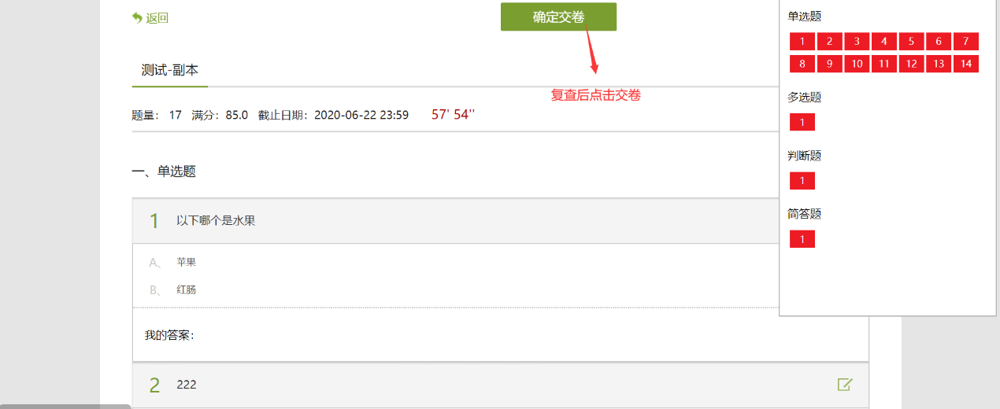 返回
确定交卷
测试-副本
复查后点击交卷
题量： 17 满分：85.0 截止日期：2020-06-22 23:59 57' 54''
一、单选题
1 以下哪个是水果
A、 苹果
B、 红肠
我的答案：
2 222
单选题
1 2 3 4 5 6 7
8 9 10 11 12 13 14
多选题
1
判断题
1
简答题
1